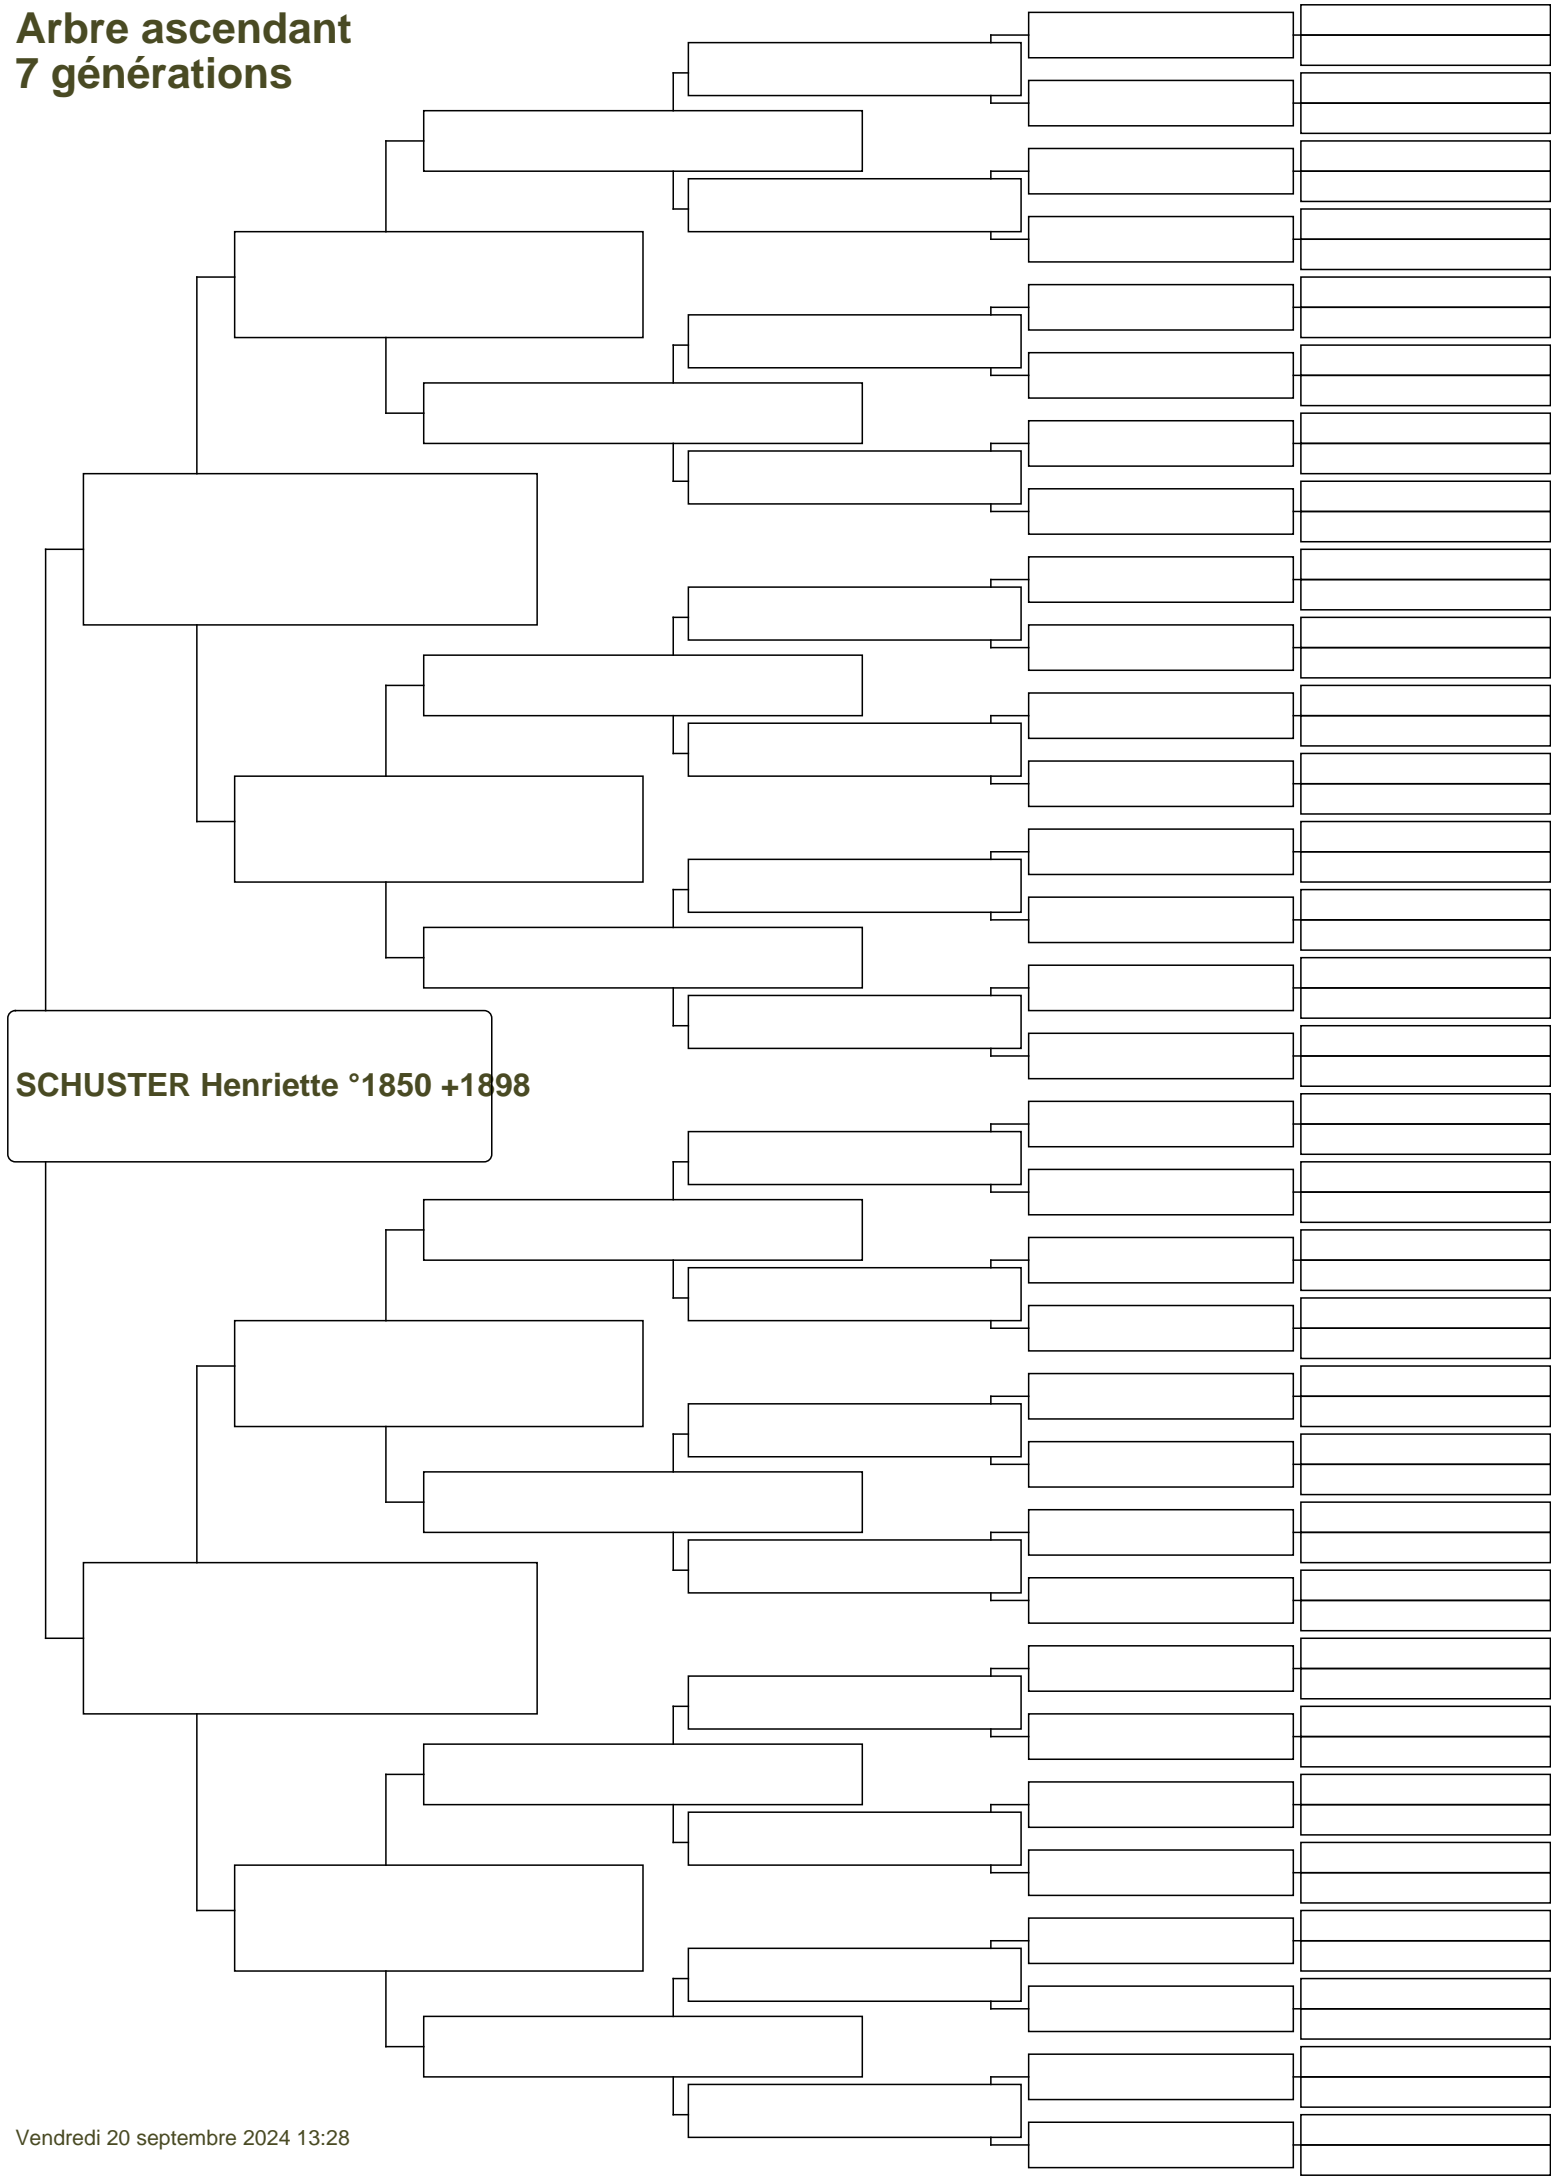 Arbre ascendant
7 générations
SCHUSTER Henriette °1850 +1898
Vendredi 20 septembre 2024 13:28